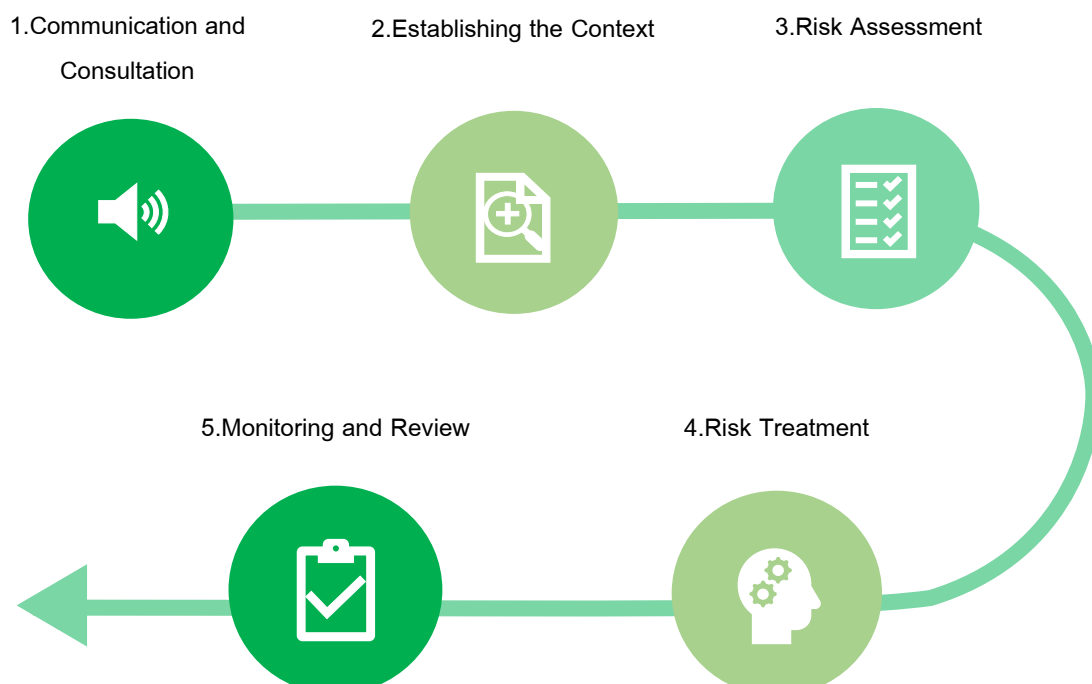 1.Communication and
Consultation
2.Establishing the Context
3.Risk Assessment
4.Risk Treatment
5.Monitoring and Review